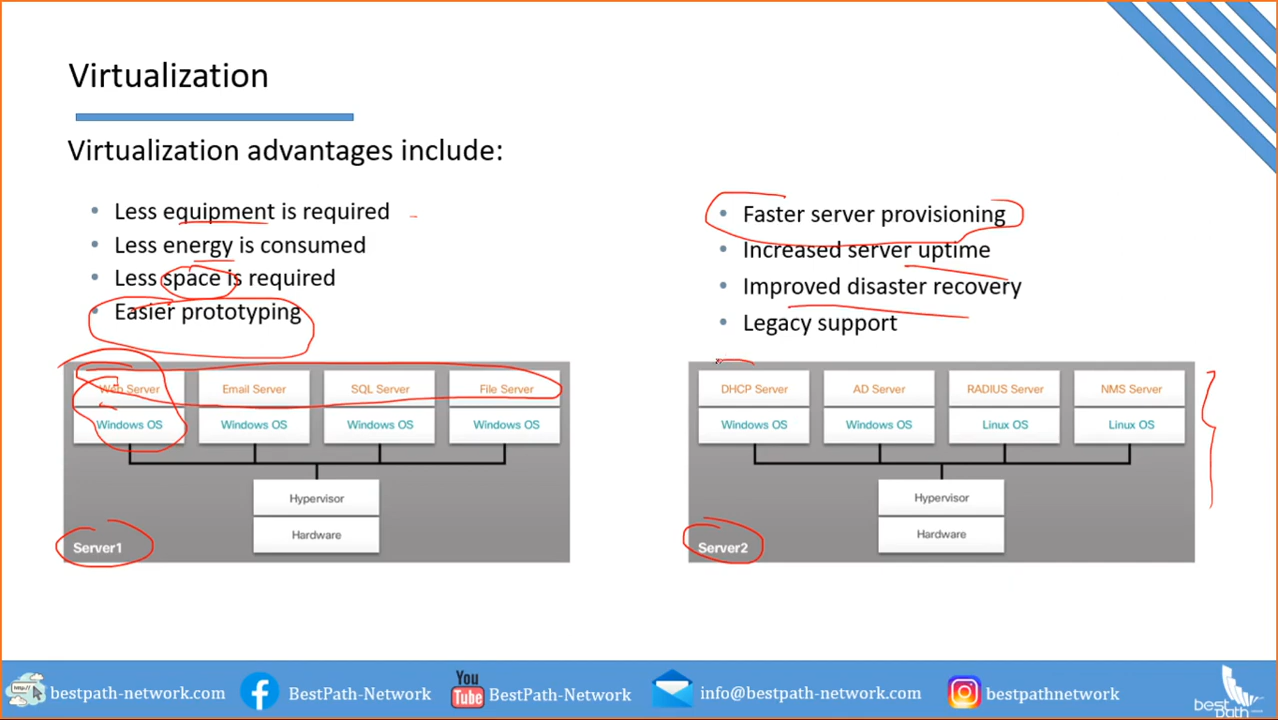 Virtualization
Virtualization advantages include:
• Less equipment is required
• Less energy is consumed
• Less space is required
• Easier prototyping
• Faster server provisioning
• Increased server uptime
• Improved disaster recovery
• Legacy support
Web Server Email Server SQL Server File Server
Windows OS Windows OS Windows OS Windows OS
Hypervisor
Hardware
Server1
DHCP Server AD Server RADIUS Server NMS Server
Windows OS Windows OS Linux OS Linux OS
Hypervisor
Hardware
Server2
http:// bestpath-network.com BestPath-Network You Tube BestPath-Network info@bestpath-network.com bestpathnetwork best path